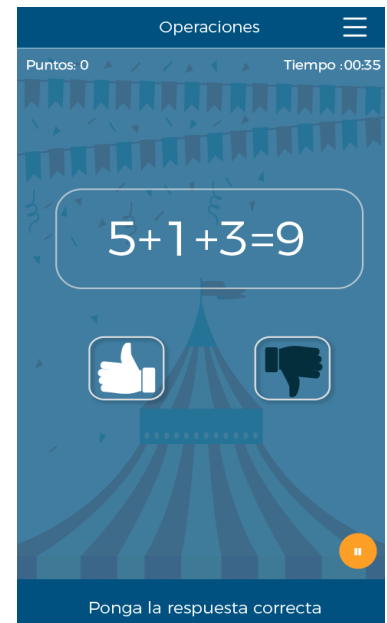 Operaciones
Puntos: 0 Tiempo :00:35
5+1+3=9
Ponga la respuesta correcta